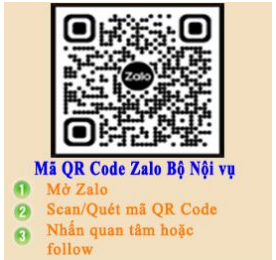 Zalo
Mã QR Code Zalo Bộ Nội vụ
1 Mở Zalo
2 Scan/Quét mã QR Code
3 Nhấn quan tâm hoặc
follow